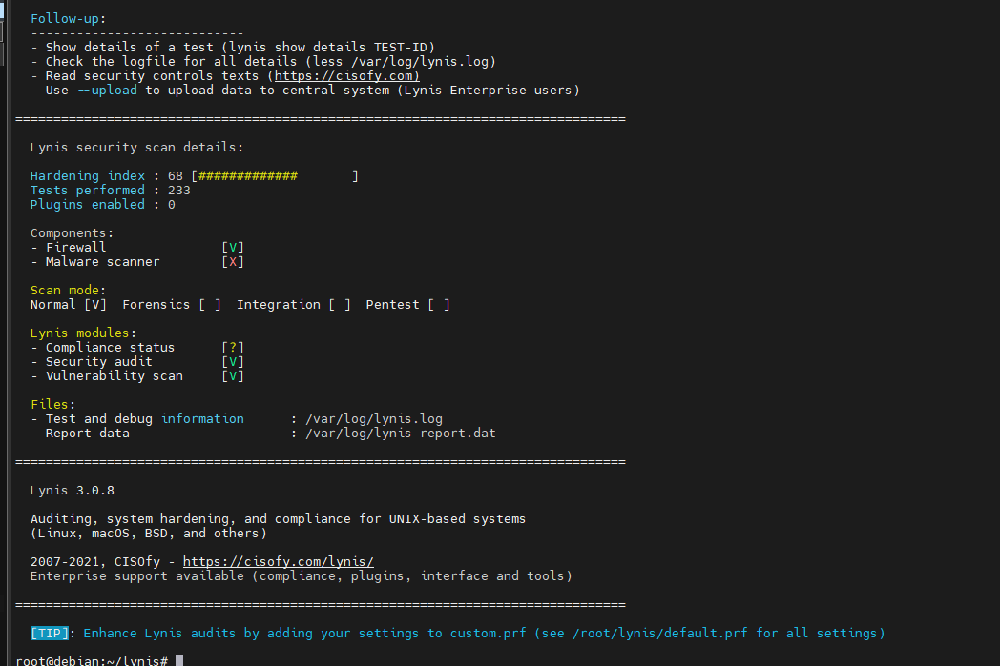 Follow-up:
----------------------------
- Show details of a test (lynis show details TEST-ID)
- Check the logfile for all details (less /var/log/lynis.log)
- Read security controls texts (https://cisofy.com)
- Use --upload to upload data to central system (Lynis Enterprise users)
================================================================================
Lynis security scan details:
Hardening index : 68 [#############       ]
Tests performed : 233
Plugins enabled : 0
Components:
- Firewall               [V]
- Malware scanner        [X]
Scan mode:
Normal [V]  Forensics [ ]  Integration [ ]  Pentest [ ]
Lynis modules:
- Compliance status      [?]
- Security audit         [V]
- Vulnerability scan     [V]
Files:
- Test and debug information      : /var/log/lynis.log
- Report data                     : /var/log/lynis-report.dat
================================================================================
Lynis 3.0.8
Auditing, system hardening, and compliance for UNIX-based systems
(Linux, macOS, BSD, and others)
2007-2021, CISOfy - https://cisofy.com/lynis/
Enterprise support available (compliance, plugins, interface and tools)
================================================================================
[TIP]: Enhance Lynis audits by adding your settings to custom.prf (see /root/lynis/default.prf for all settings)
root@debian:~/lynis#